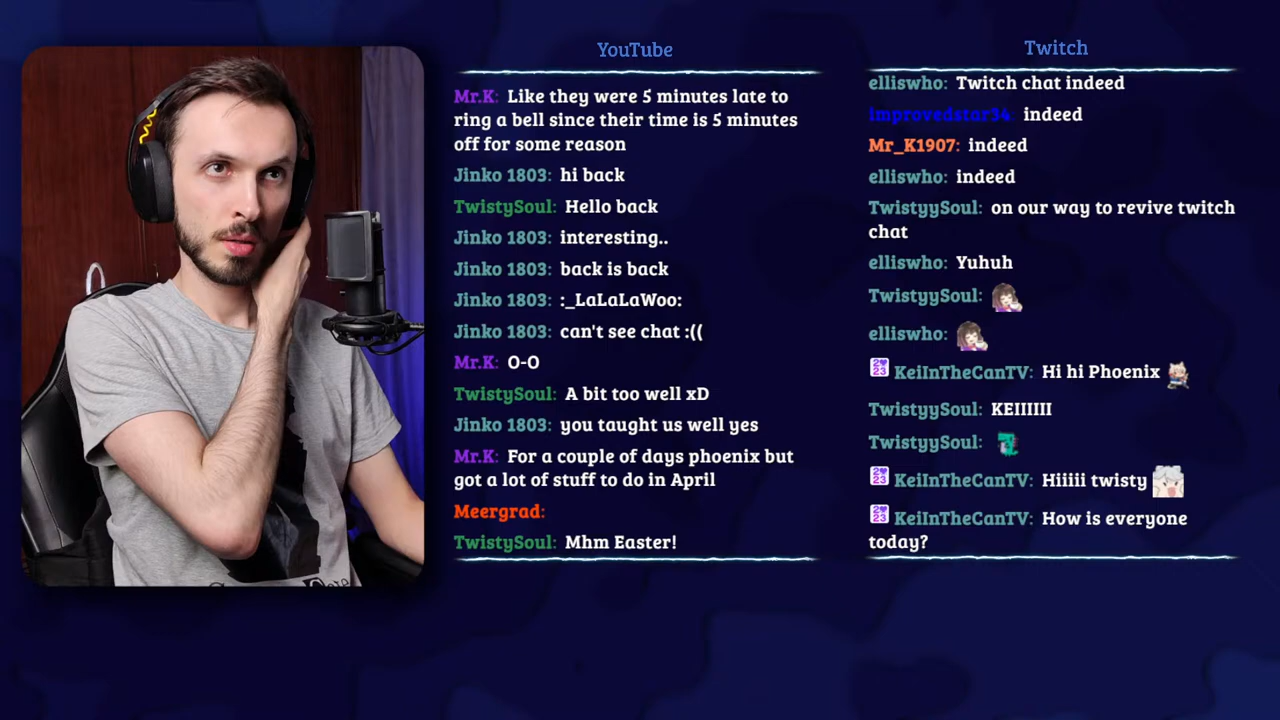 YouTube
Mr.K: Like they were 5 minutes late to
ring a bell since their time is 5 minutes
off for some reason
Jinko 1803: hi back
TwistySoul: Hello back
Jinko 1803: interesting..
Jinko 1803: back is back
Jinko 1803: :_LaLaLaWoo:
Jinko 1803: can't see chat :((
Mr.K: O-O
TwistySoul: A bit too well xD
Jinko 1803: you taught us well yes
Mr.K: For a couple of days phoenix but
got a lot of stuff to do in April
Meergrad:
TwistySoul: Mhm Easter!
Twitch
elliswho: Twitch chat indeed
improvedstar34: indeed
Mr_K1907: indeed
elliswho: indeed
TwistyySoul: on our way to revive twitch
chat
elliswho: Yuhuh
TwistyySoul:
elliswho:
2023 KeiInTheCanTV: Hi hi Phoenix
TwistyySoul: KEIIIIII
TwistyySoul:
2023 KeiInTheCanTV: Hiiiii twisty
2023 KeiInTheCanTV: How is everyone
today?